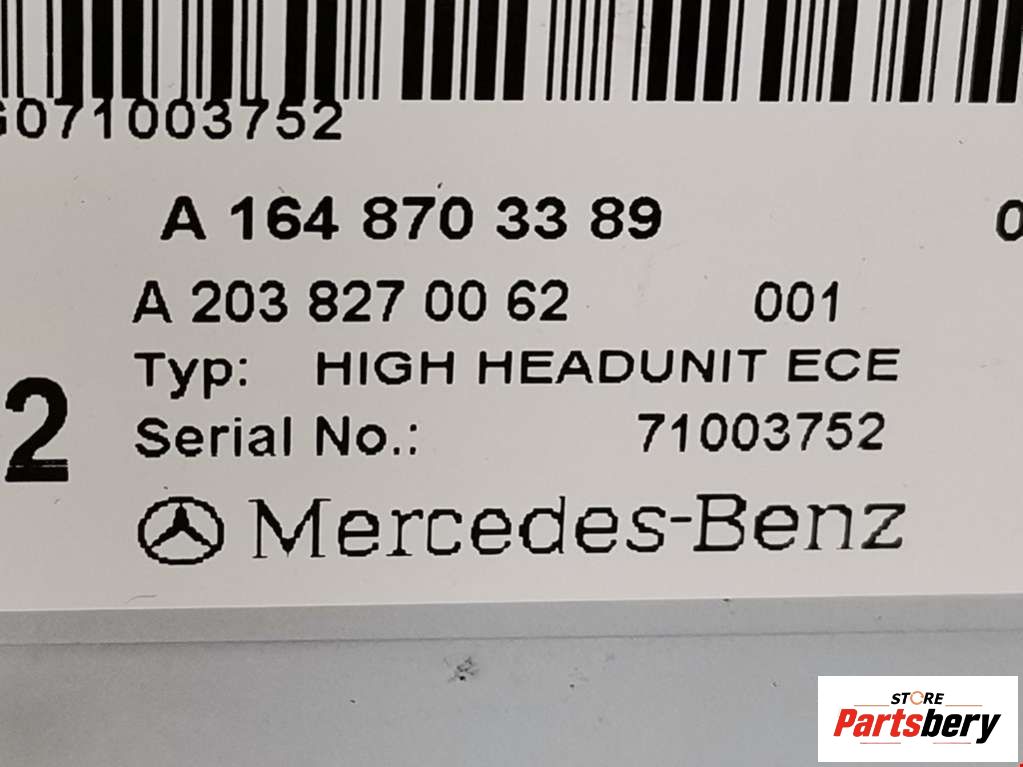 G071003752
A 164 870 33 89 0
A 203 827 00 62 001
Typ: HIGH HEADUNIT ECE
2
Serial No.: 71003752
Mercedes-Benz
STORE
Partsbery